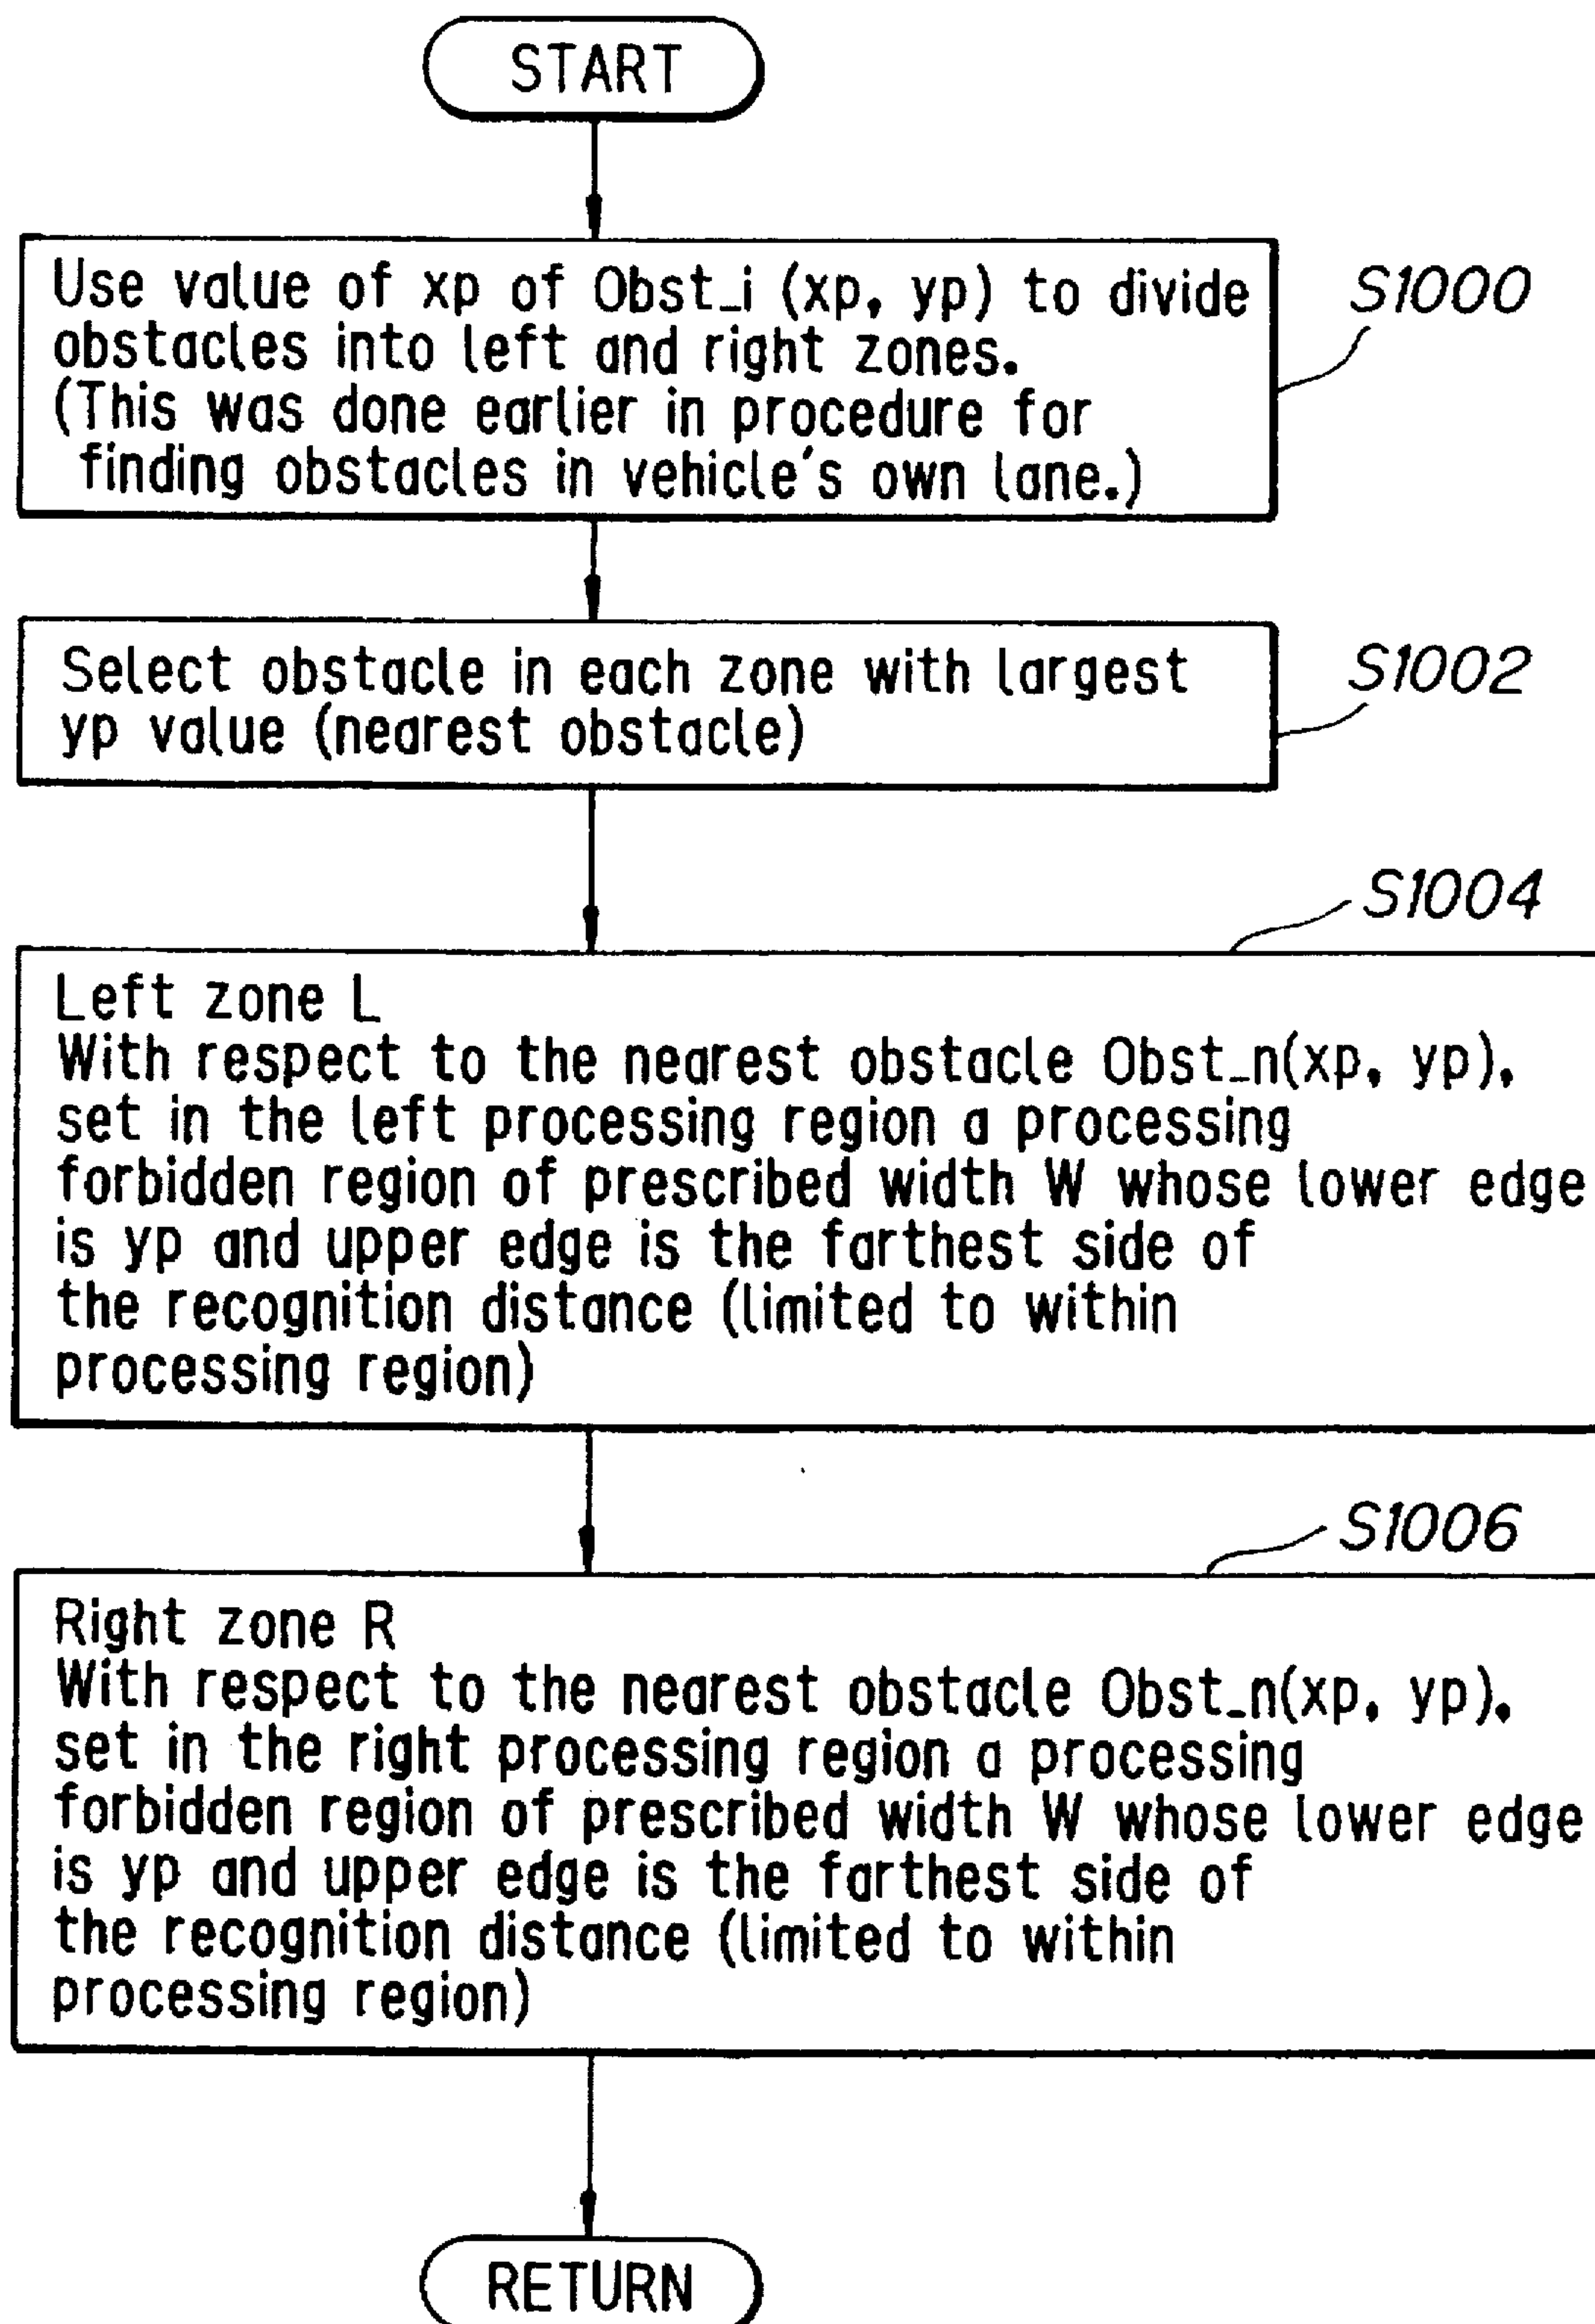 START
Use value of xp of Obst_i (xp, yp) to divide
obstacles into left and right zones.
(This was done earlier in procedure for
finding obstacles in vehicle's own lane.)
S1000
Select obstacle in each zone with largest
yp value (nearest obstacle)
S1002
S1004
Left zone L
With respect to the nearest obstacle Obst_n(xp, yp),
set in the left processing region a processing
forbidden region of prescribed width W whose lower edge
is yp and upper edge is the farthest side of
the recognition distance (limited to within
processing region)
S1006
Right zone R
With respect to the nearest obstacle Obst_n(xp, yp),
set in the right processing region a processing
forbidden region of prescribed width W whose lower edge
is yp and upper edge is the farthest side of
the recognition distance (limited to within
processing region)
RETURN